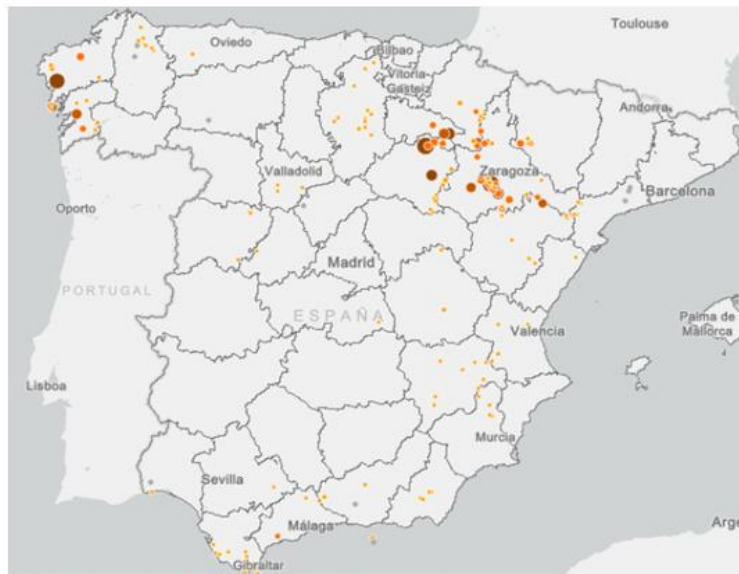 Toulouse
Oviedo
Bilbao
Vitoria-
Gasteiz
Andorra
Valladolid
Zaragoza
Barcelona
Oporto
Madrid
PORTUGAL
ESPAÑA
Palma de
Mallorca
Valencia
Lisboa
Murcia
Sevilla
Málaga
Arge
Gibraltar